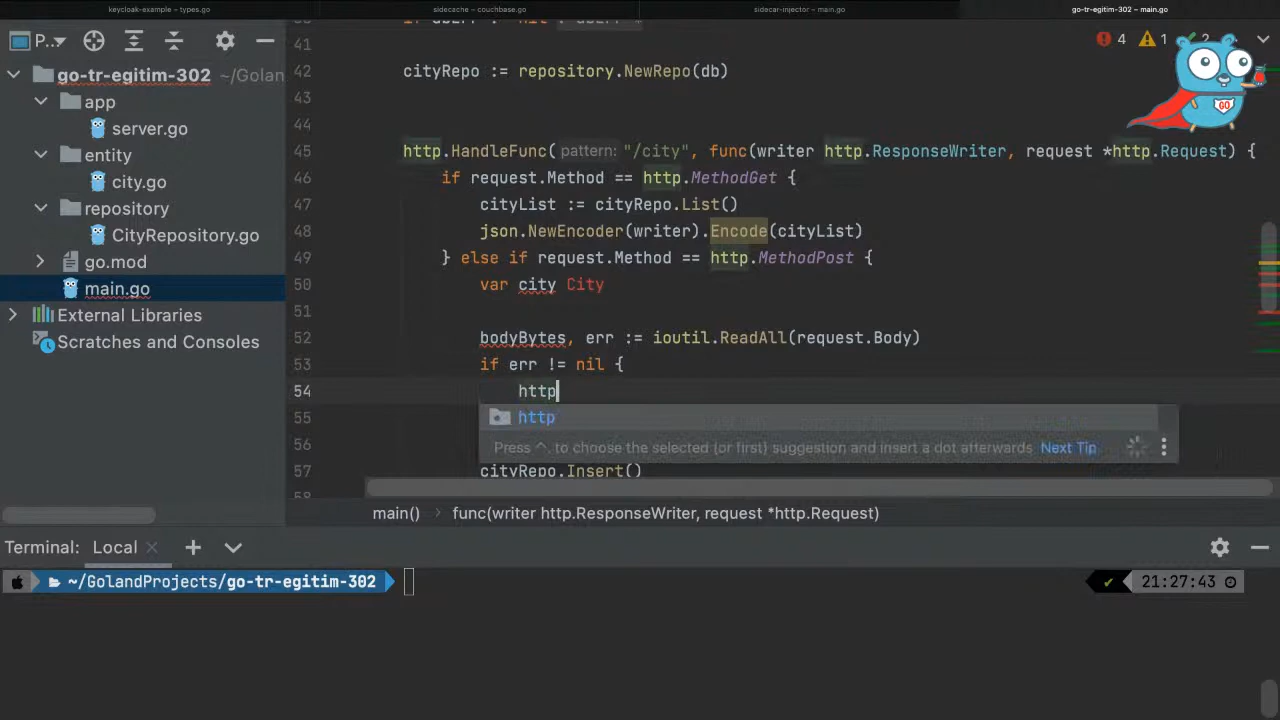 keycloak-example – types.go
sidecache – couchbase.go
sidecar-injector – main.go
go-tr-egitim-302 – main.go
P..
4 1 2
GO
go-tr-egitim-302 ~/Golan
app
server.go
entity
city.go
repository
CityRepository.go
go.mod
main.go
External Libraries
Scratches and Consoles
41
42 cityRepo := repository.NewRepo(db)
43
44
45 http.HandleFunc( pattern: "/city", func(writer http.ResponseWriter, request *http.Request) {
46 if request.Method == http.MethodGet {
47 cityList := cityRepo.List()
48 json.NewEncoder(writer).Encode(cityList)
49 } else if request.Method == http.MethodPost {
50 var city City
51
52 bodyBytes, err := ioutil.ReadAll(request.Body)
53 if err != nil {
54 http
55 http
56 Press ^. to choose the selected (or first) suggestion and insert a dot afterwards Next Tip
57 cityRepo.Insert()
main() func(writer http.ResponseWriter, request *http.Request)
Terminal: Local
~/GolandProjects/go-tr-egitim-302
21:27:43